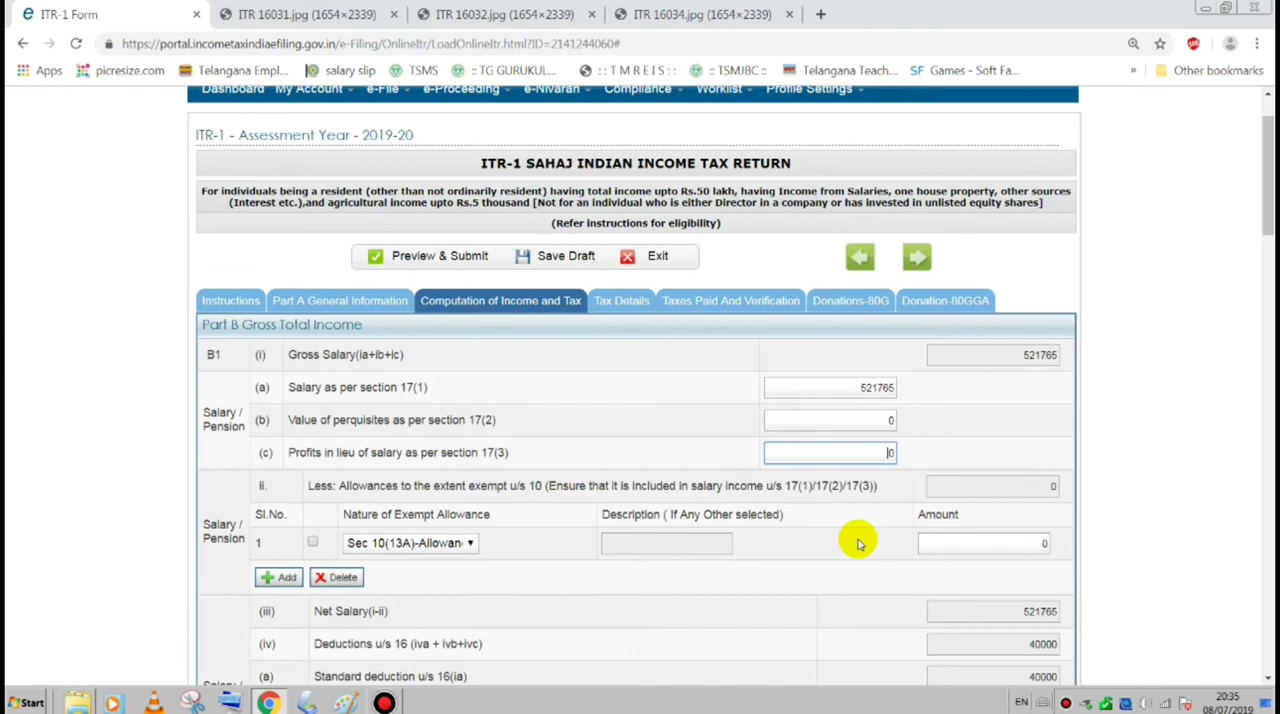 ITR-1 Form
ITR 16031.jpg (1654×2339)
ITR 16032.jpg (1654×2339)
ITR 16034.jpg (1654×2339)
https://portal.incometaxindiaefiling.gov.in/e-Filing/OnlineItr/LoadOnlineItr.html?ID=2141244060#
Apps picresize.com Telangana Empl... salary slip TSMS :: TG GURUKUL... : : T M R E I S : : :: TSMJBC :: Telangana Teach... SF Games - Soft Fa... » Other bookmarks
Dashboard My Account e-File e-Proceeding e-Nivaran Compliance Worklist Profile Settings
ITR-1 - Assessment Year - 2019-20
ITR-1 SAHAJ INDIAN INCOME TAX RETURN
For individuals being a resident (other than not ordinarily resident) having total income upto Rs.50 lakh, having Income from Salaries, one house property, other sources
(Interest etc.),and agricultural income upto Rs.5 thousand [Not for an individual who is either Director in a company or has invested in unlisted equity shares]
(Refer instructions for eligibility)
Preview & Submit Save Draft Exit
Instructions Part A General Information Computation of Income and Tax Tax Details Taxes Paid And Verification Donations-80G Donation-80GGA
Part B Gross Total Income
B1 (i) Gross Salary(ia+ib+ic) 521765
(a) Salary as per section 17(1) 521765
Salary / Pension
(b) Value of perquisites as per section 17(2) 0
(c) Profits in lieu of salary as per section 17(3) 0
ii. Less: Allowances to the extent exempt u/s 10 (Ensure that it is included in salary income u/s 17(1)/17(2)/17(3)) 0
Salary / Pension
Sl.No. Nature of Exempt Allowance Description ( If Any Other selected) Amount
1 Sec 10(13A)-Allowan 0
Add Delete
(iii) Net Salary(i-ii) 521765
(iv) Deductions u/s 16 (iva + ivb+ivc) 40000
(a) Standard deduction u/s 16(ia) 40000
Start EN 20:35
08/07/2019